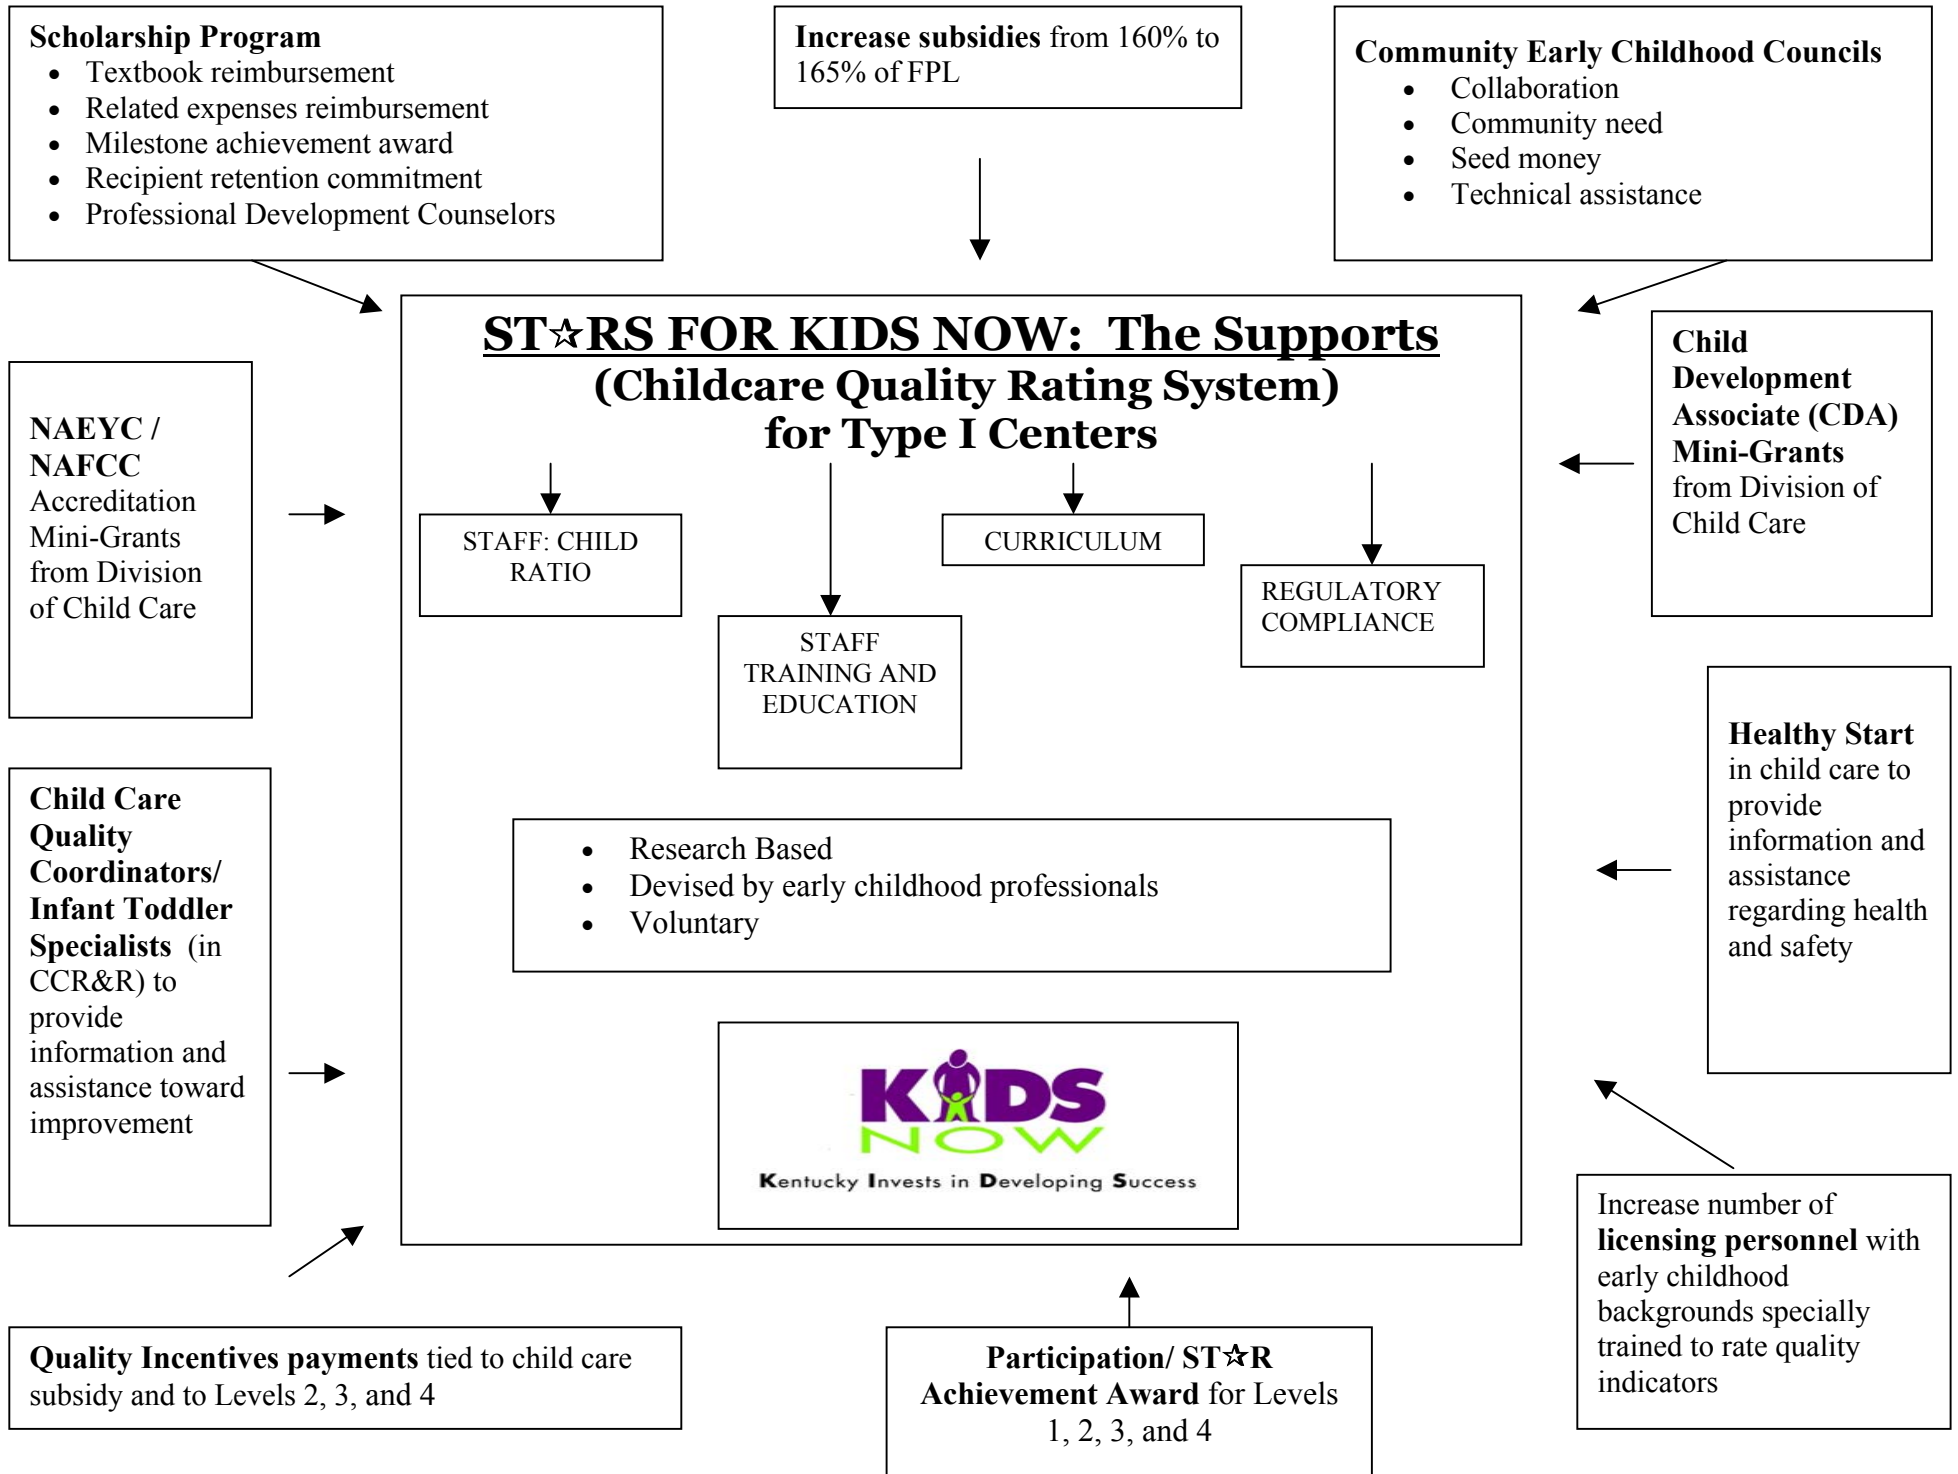 Scholarship Program
• Textbook reimbursement
• Related expenses reimbursement
• Milestone achievement award
• Recipient retention commitment
• Professional Development Counselors
Increase subsidies from 160% to
165% of FPL
Community Early Childhood Councils
• Collaboration
• Community need
• Seed money
• Technical assistance
ST☆RS FOR KIDS NOW: The Supports
(Childcare Quality Rating System)
for Type I Centers
NAEYC /
NAFCC
Accreditation
Mini-Grants
from Division
of Child Care
STAFF: CHILD
RATIO
STAFF
TRAINING AND
EDUCATION
CURRICULUM
REGULATORY
COMPLIANCE
Child
Development
Associate (CDA)
Mini-Grants
from Division of
Child Care
Child Care
Quality
Coordinators/
Infant Toddler
Specialists (in
CCR&R) to
provide
information and
assistance toward
improvement
• Research Based
• Devised by early childhood professionals
• Voluntary
Healthy Start
in child care to
provide
information and
assistance
regarding health
and safety
KIDS
NOW
Kentucky Invests in Developing Success
Quality Incentives payments tied to child care
subsidy and to Levels 2, 3, and 4
Participation/ ST☆R
Achievement Award for Levels
1, 2, 3, and 4
Increase number of
licensing personnel with
early childhood
backgrounds specially
trained to rate quality
indicators